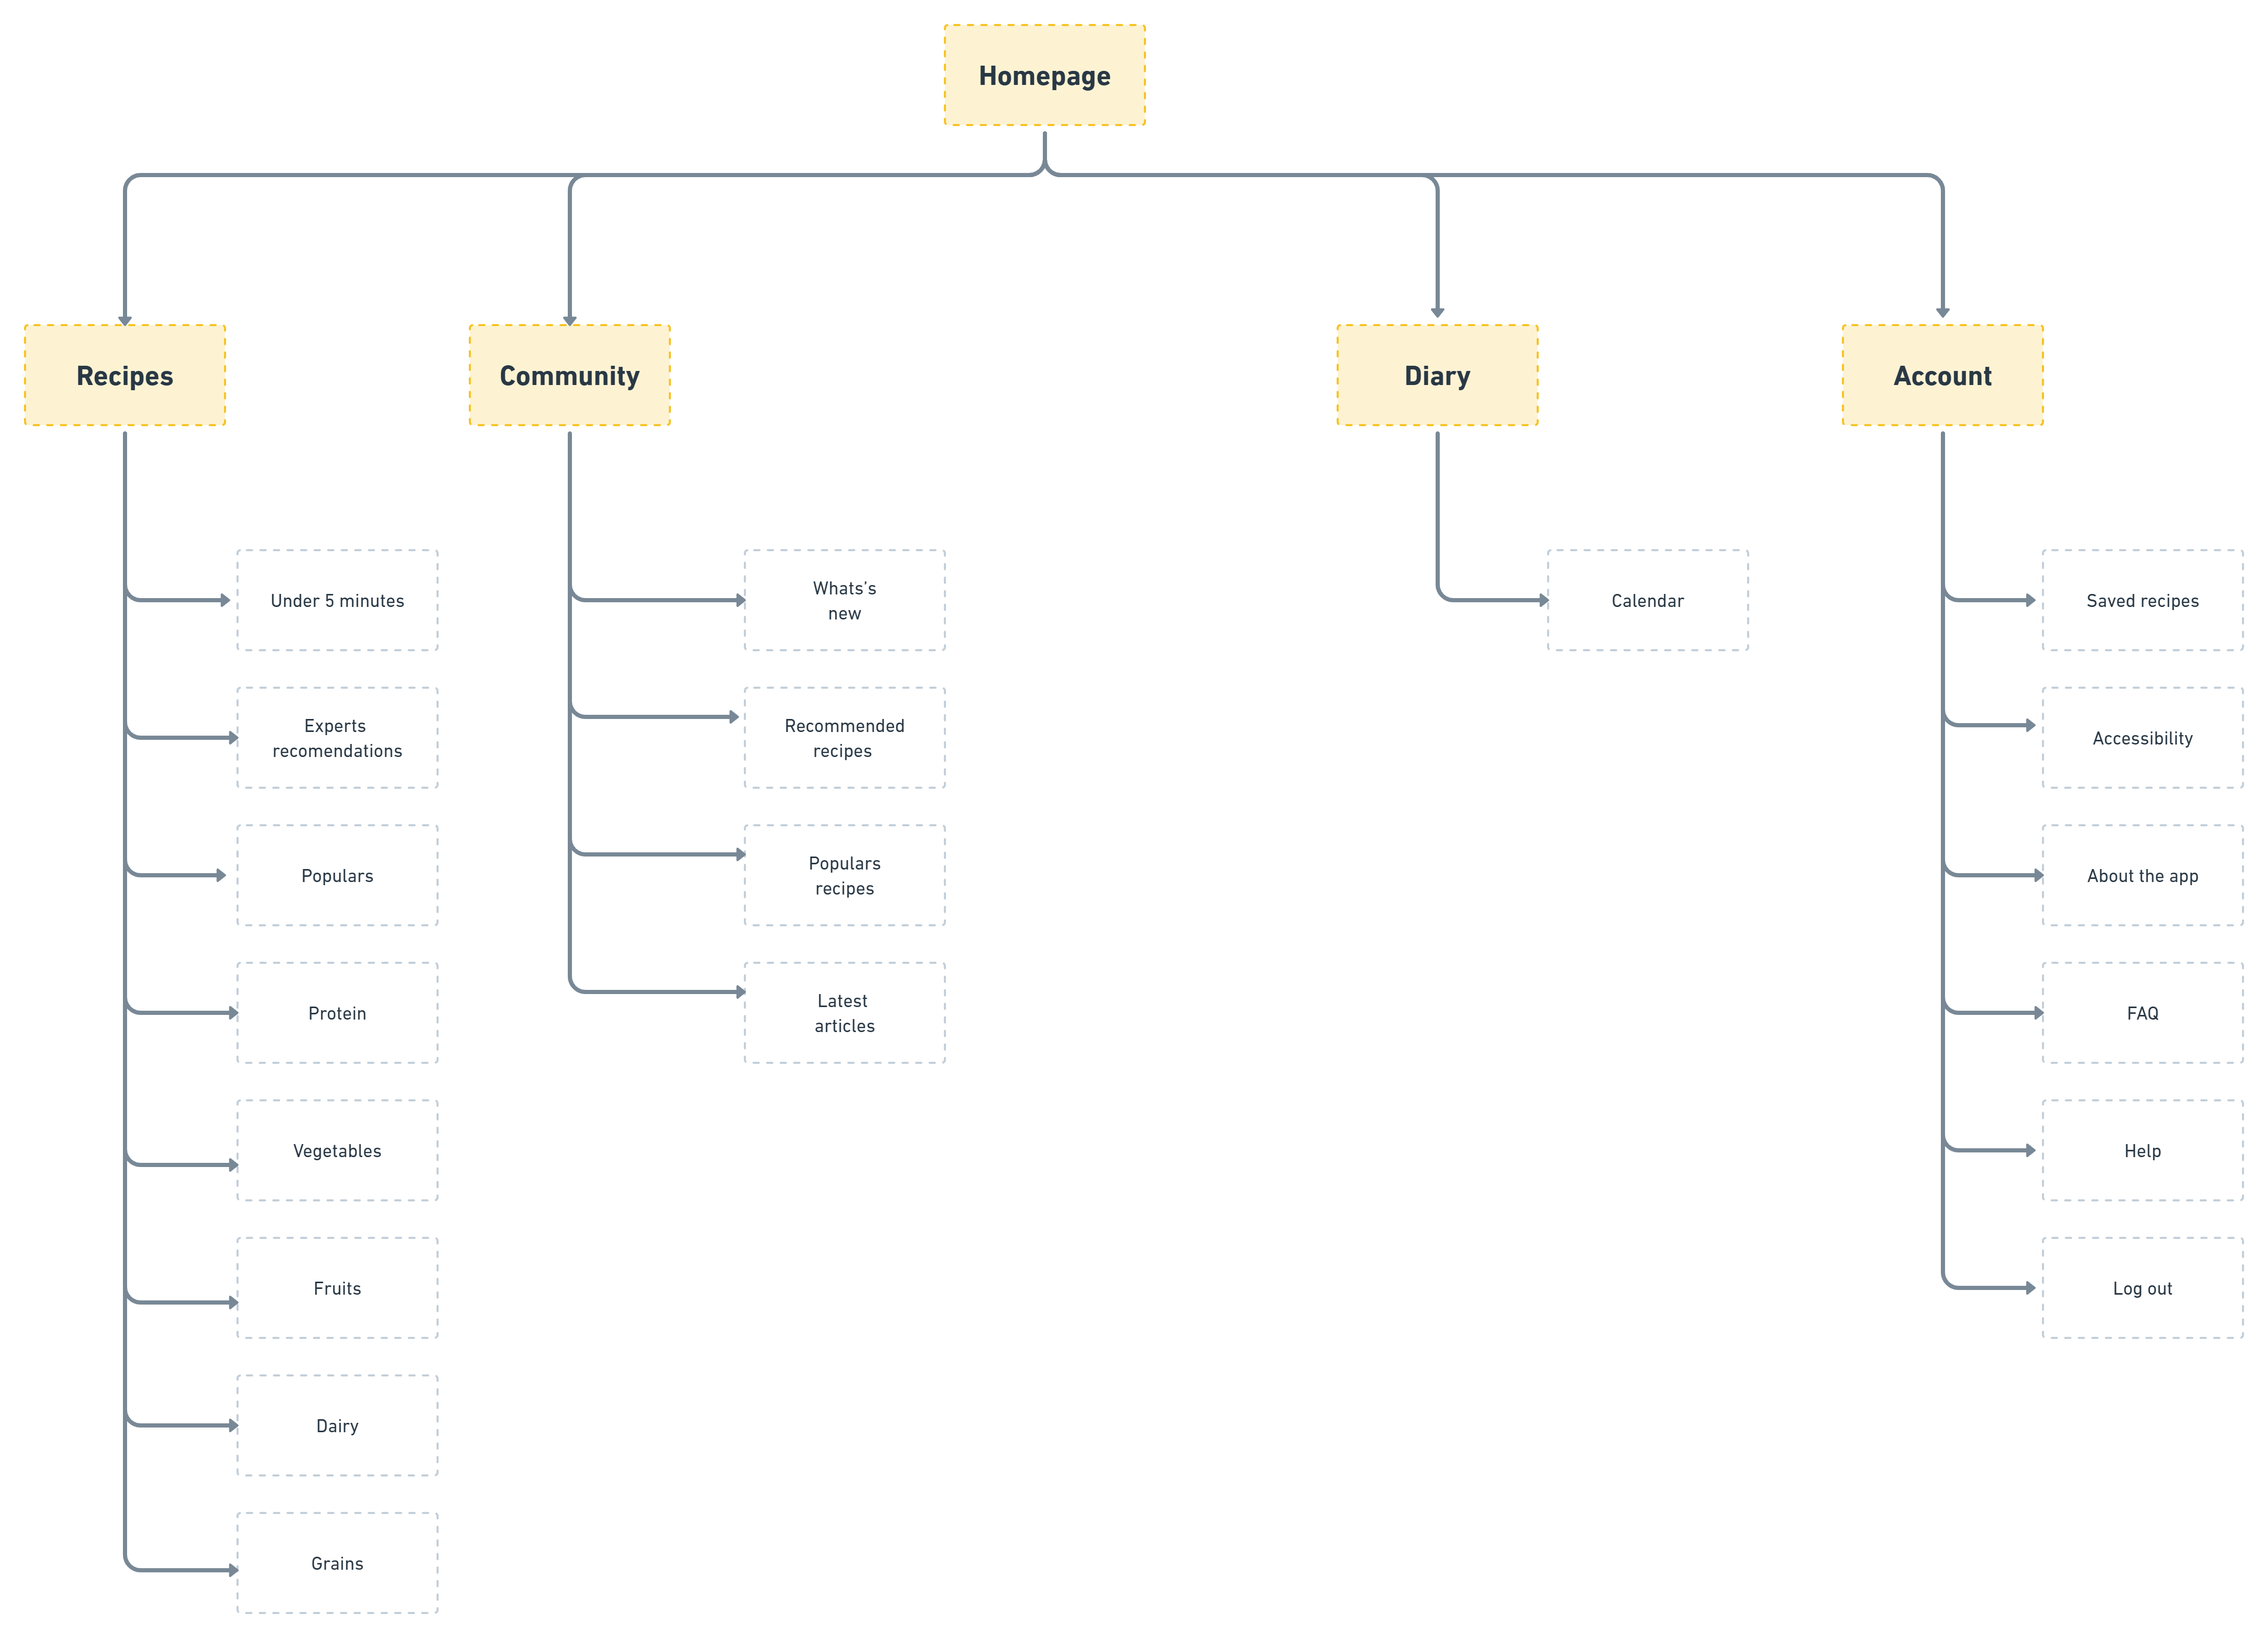 Homepage
Recipes
Community
Diary
Account
Under 5 minutes
Experts
recomendations
Populars
Protein
Vegetables
Fruits
Dairy
Grains
Whats's
new
Recommended
recipes
Populars
recipes
Latest
articles
Calendar
Saved recipes
Accessibility
About the app
FAQ
Help
Log out